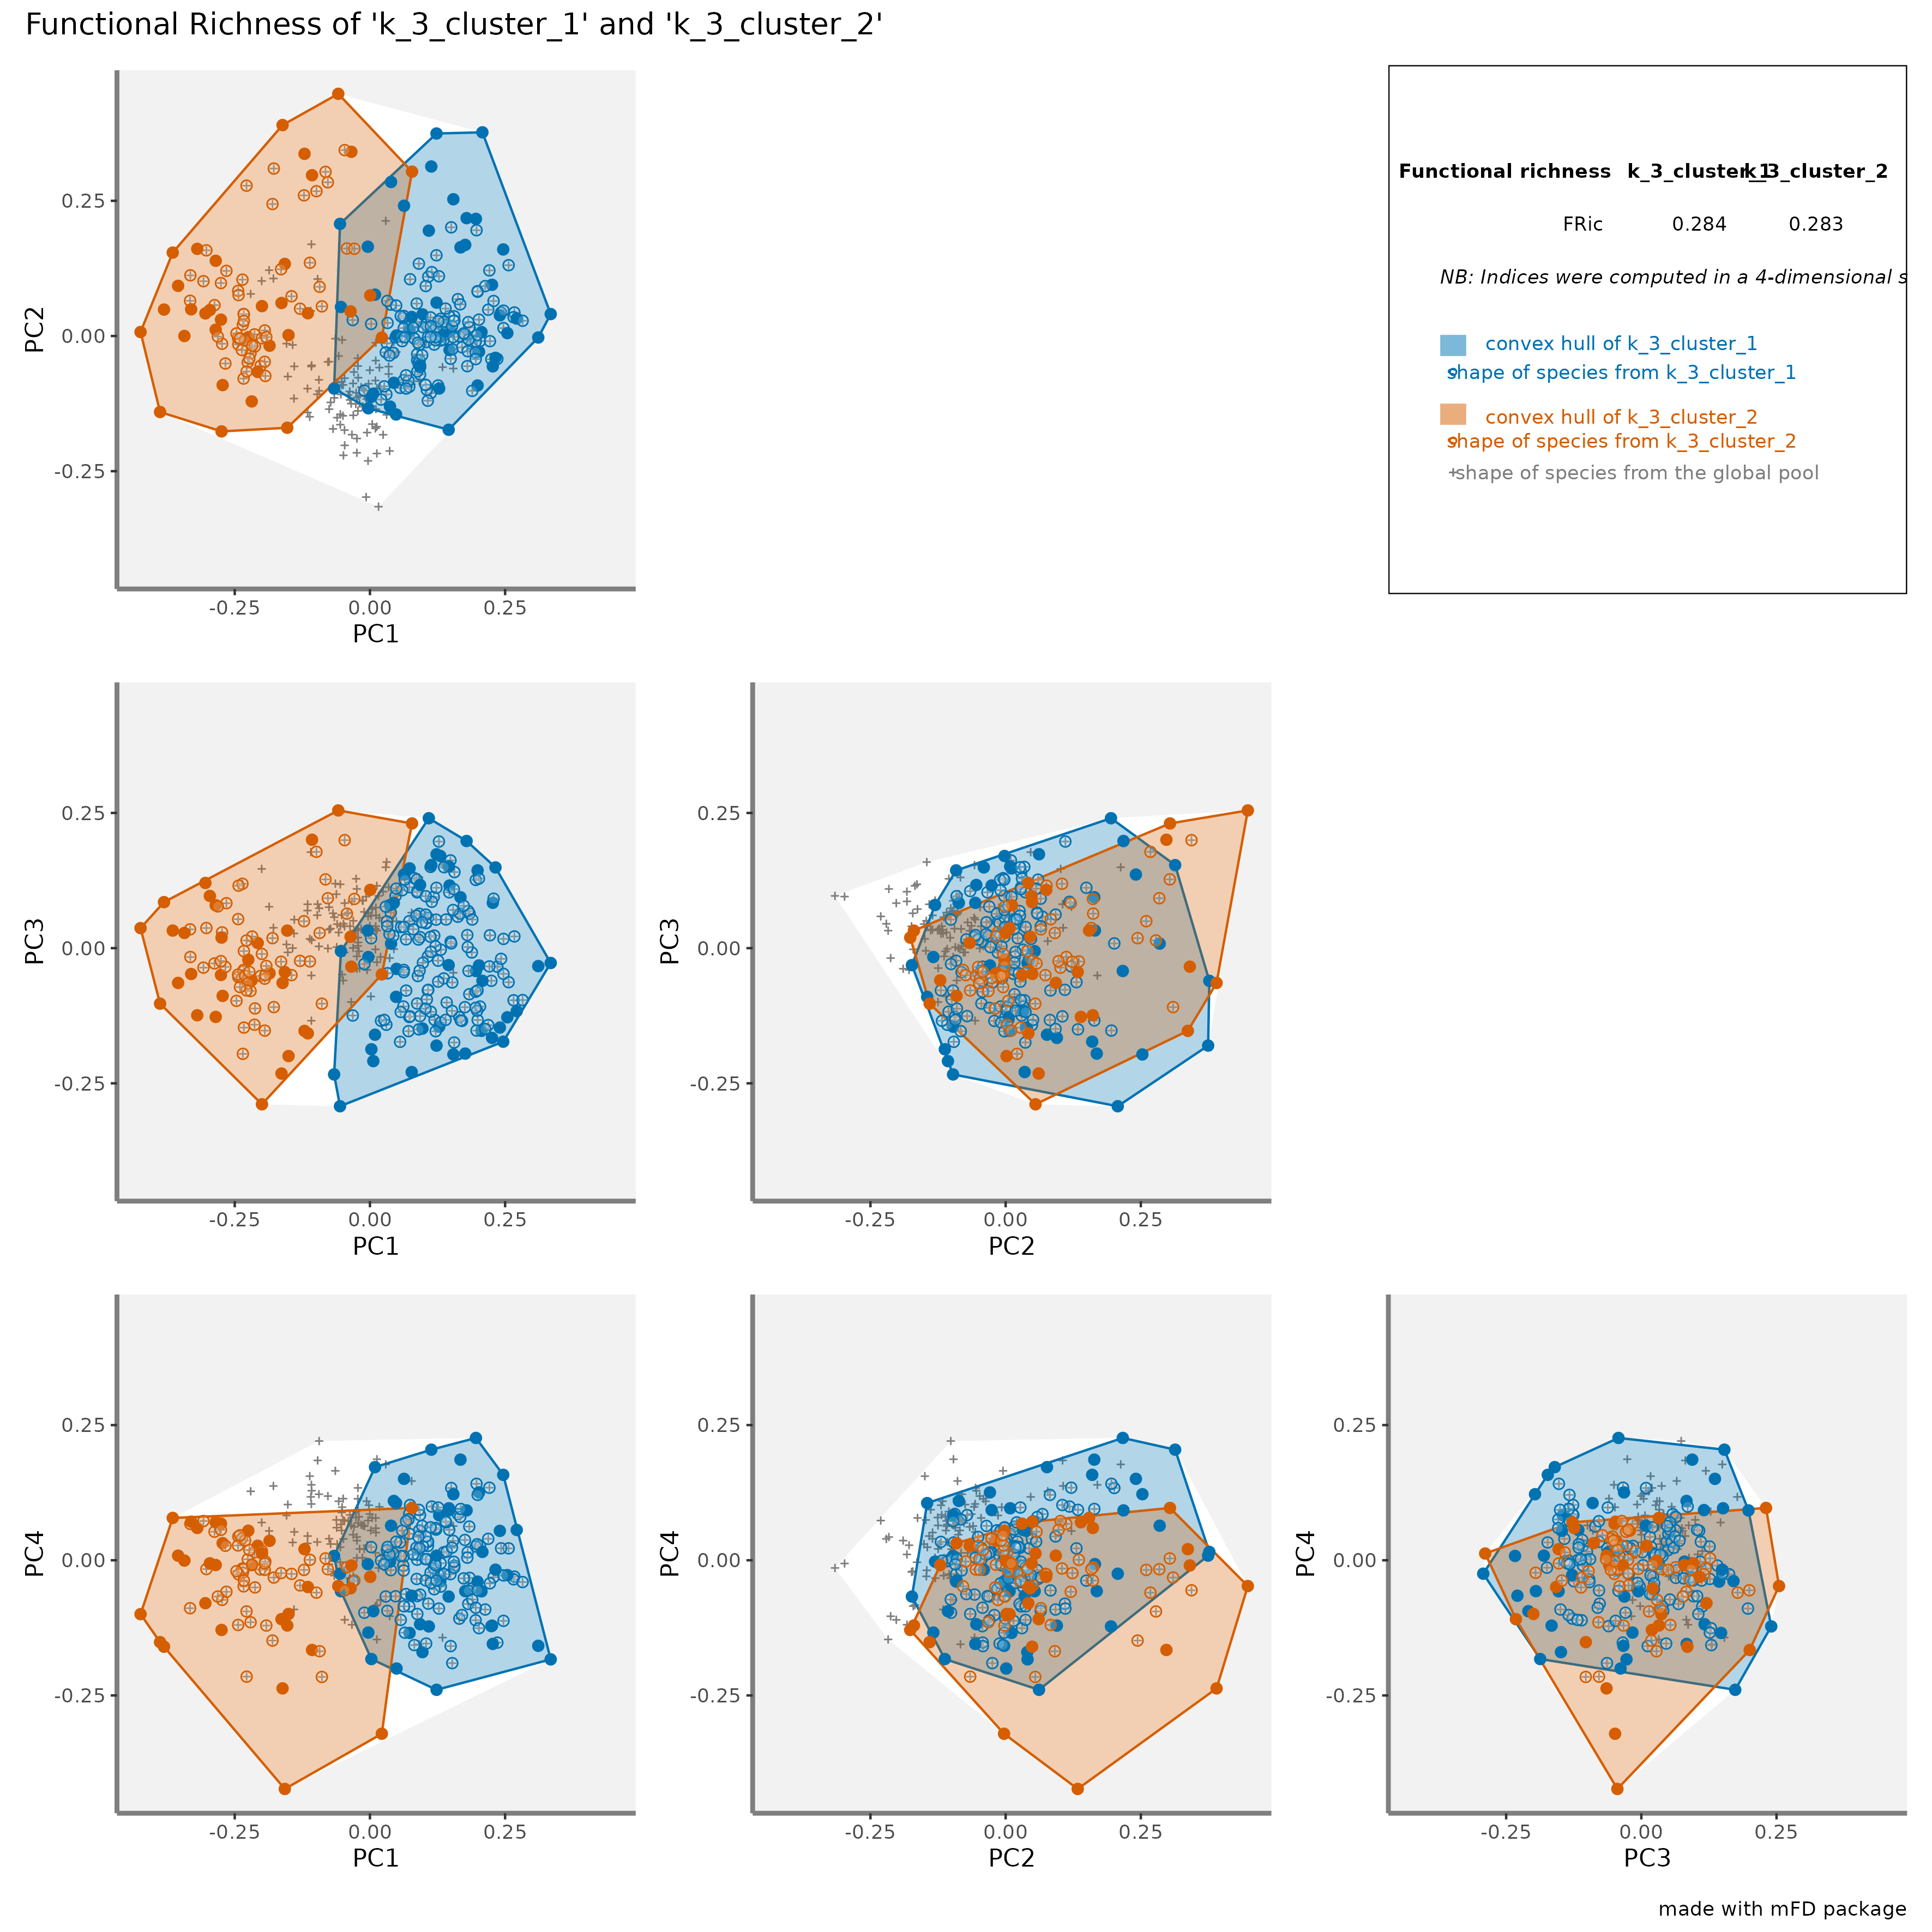 Functional Richness of 'k_3_cluster_1' and 'k_3_cluster_2'
Functional richness k_3_cluster_1 k_3_cluster_2
FRic 0.284 0.283
NB: Indices were computed in a 4-dimensional s
convex hull of k_3_cluster_1
shape of species from k_3_cluster_1
convex hull of k_3_cluster_2
shape of species from k_3_cluster_2
shape of species from the global pool
PC2
0.25
0.00
-0.25
-0.25 0.00 0.25
PC1
PC3
0.25
0.00
-0.25
-0.25 0.00 0.25
PC1
PC3
0.25
0.00
-0.25
-0.25 0.00 0.25
PC2
PC4
0.25
0.00
-0.25
-0.25 0.00 0.25
PC1
PC4
0.25
0.00
-0.25
-0.25 0.00 0.25
PC2
PC4
0.25
0.00
-0.25
-0.25 0.00 0.25
PC3
made with mFD package